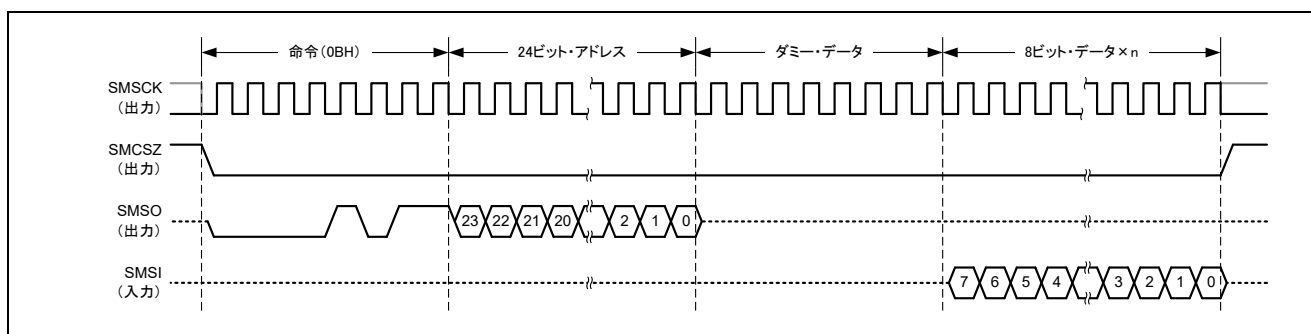 命令(0BH) 24ビット・アドレス ダミー・データ 8ビット・データ×n
SMSCK
(出力)
SMCSZ
(出力)
SMSO
(出力)
23 22 21 20 2 1 0
SMSI
(入力)
7 6 5 4 3 2 1 0